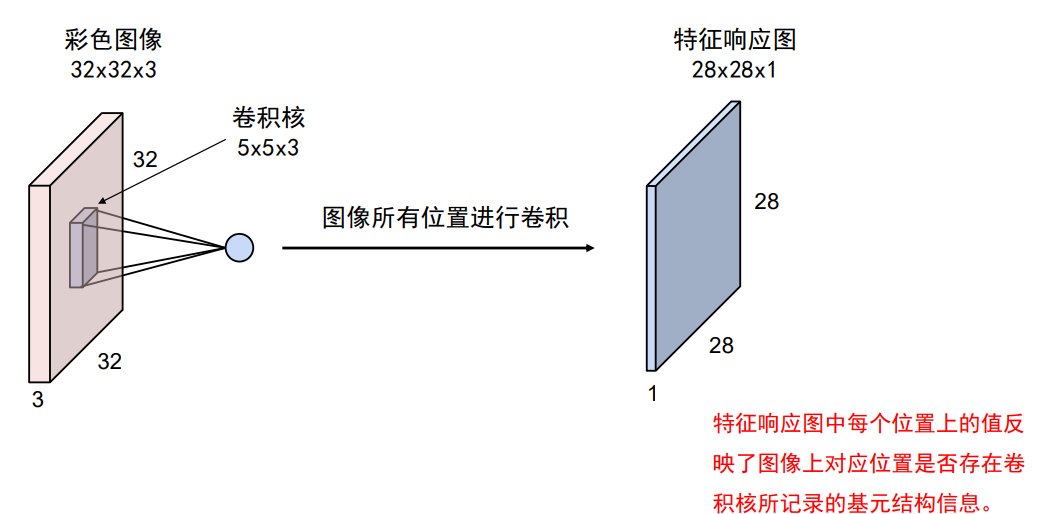 彩色图像
32x32x3
卷积核
5x5x3
32
32
3
图像所有位置进行卷积
特征响应图
28x28x1
28
28
1
特征响应图中每个位置上的值反
映了图像上对应位置是否存在卷
积核所记录的基元结构信息。